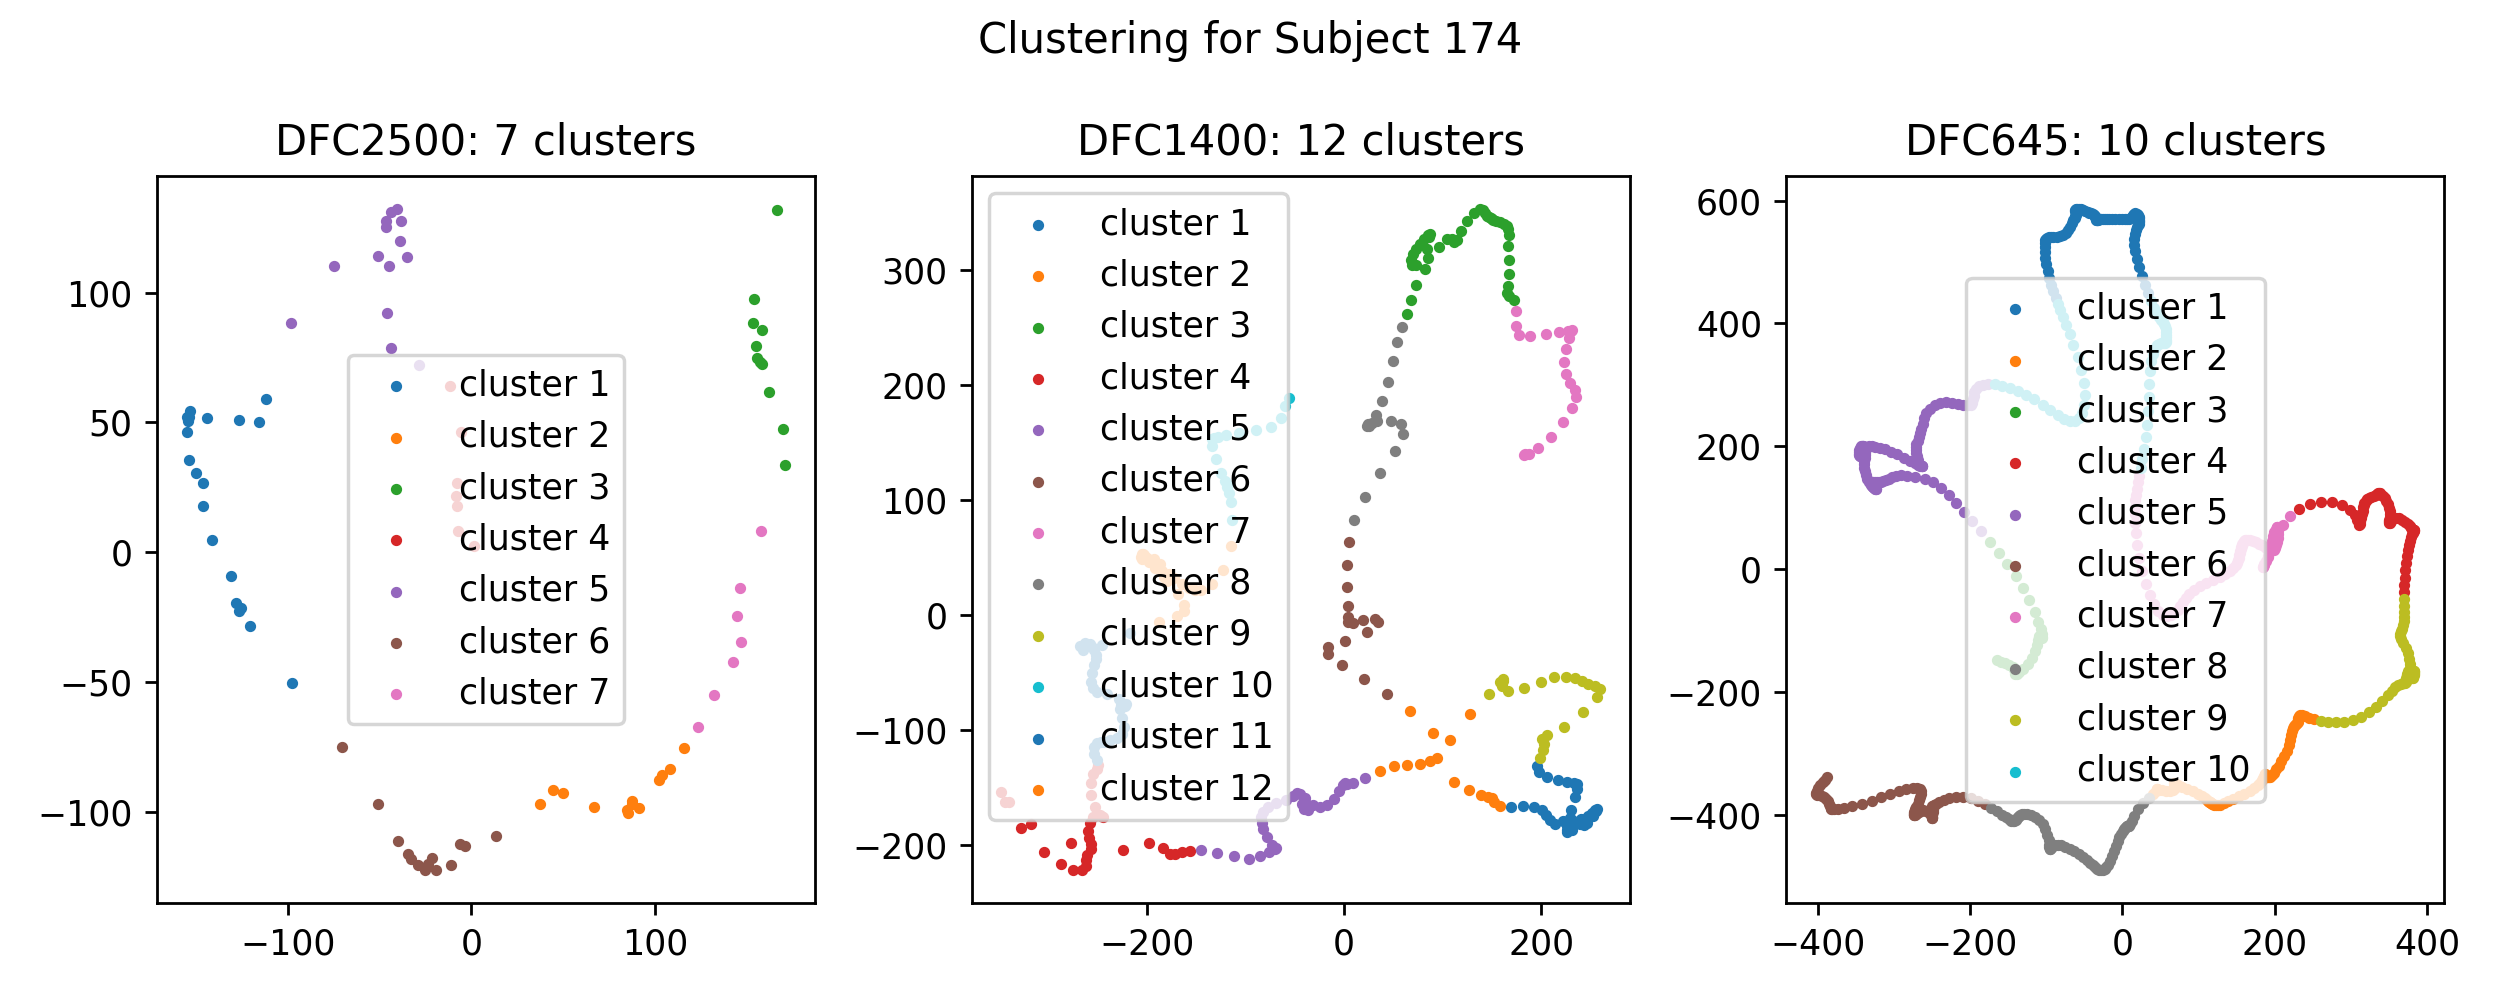 Clustering for Subject 174
DFC2500: 7 clusters
100
50
0
−50
−100
−100
0
100
cluster 1
cluster 2
cluster 3
cluster 4
cluster 5
cluster 6
cluster 7
DFC1400: 12 clusters
300
200
100
0
−100
−200
−200
0
200
cluster 1
cluster 2
cluster 3
cluster 4
cluster 5
cluster 6
cluster 7
cluster 8
cluster 9
cluster 10
cluster 11
cluster 12
DFC645: 10 clusters
600
400
200
0
−200
−400
−400
−200
0
200
400
cluster 1
cluster 2
cluster 3
cluster 4
cluster 5
cluster 6
cluster 7
cluster 8
cluster 9
cluster 10